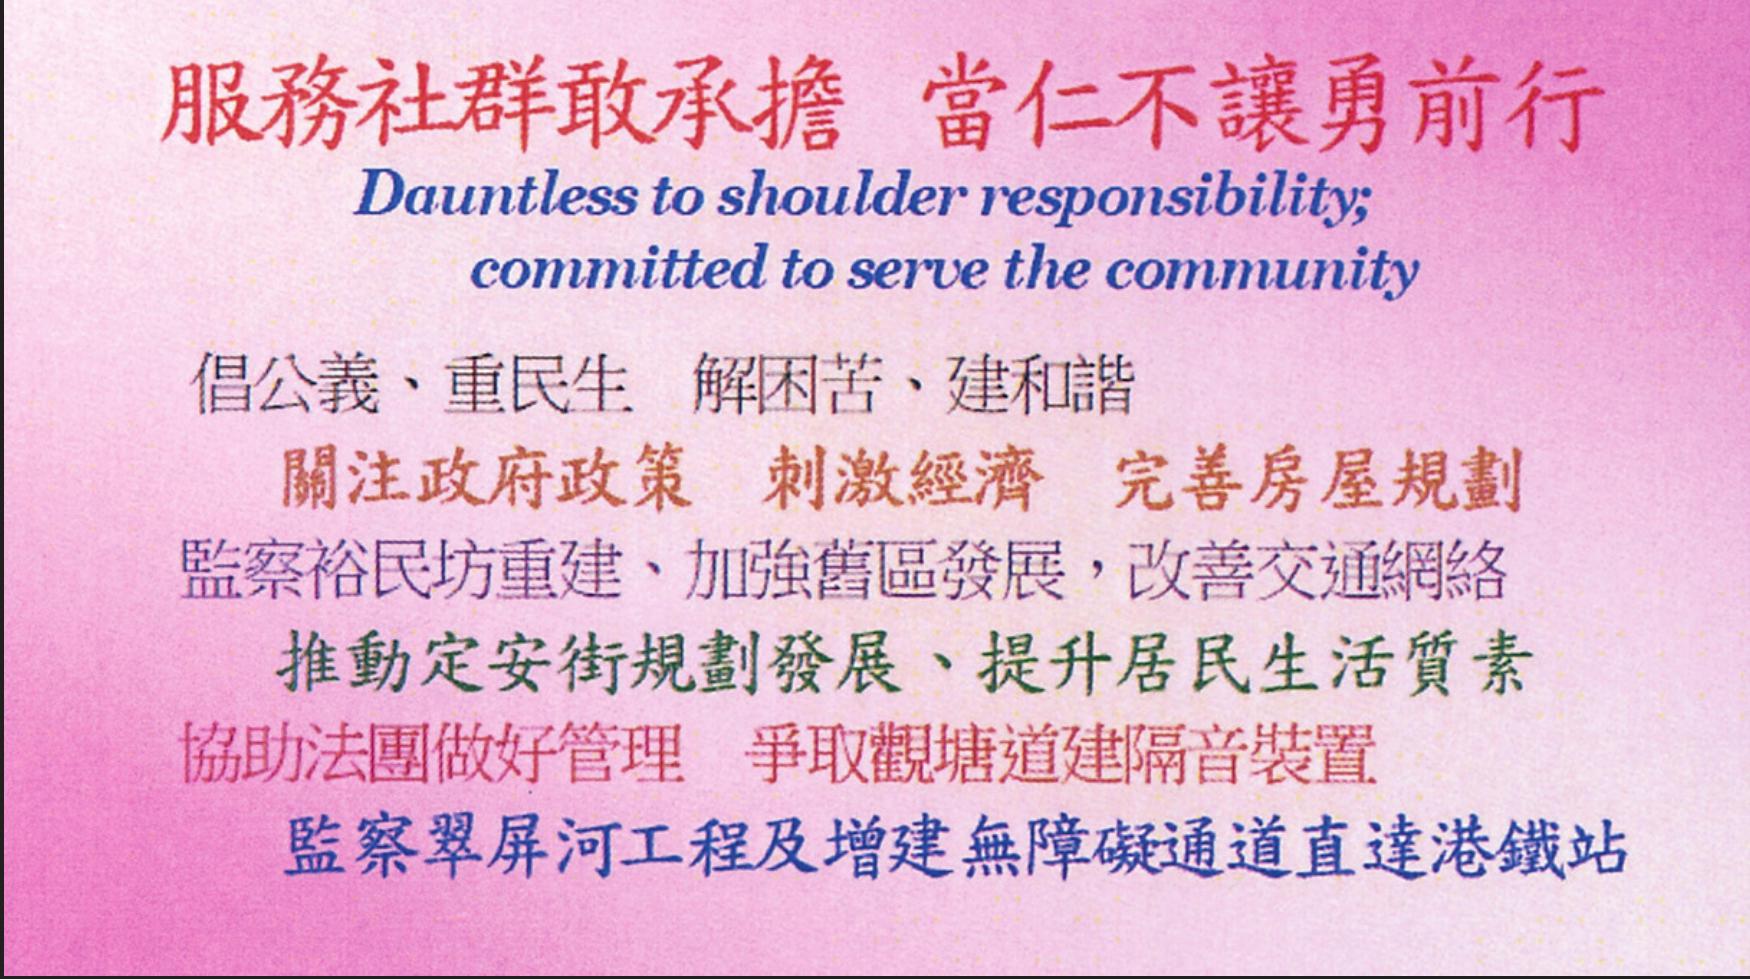 服務社群敢承擔　當仁不讓勇前行
Dauntless to shoulder responsibility;
committed to serve the community
倡公義、重民生　解困苦、建和諧
關注政府政策　刺激經濟　完善房屋規劃
監察裕民坊重建、加強舊區發展，改善交通網絡
推動定安街規劃發展、提升居民生活質素
協助法團做好管理　爭取觀塘道建隔音裝置
監察翠屏河工程及增建無障礙通道直達港鐵站